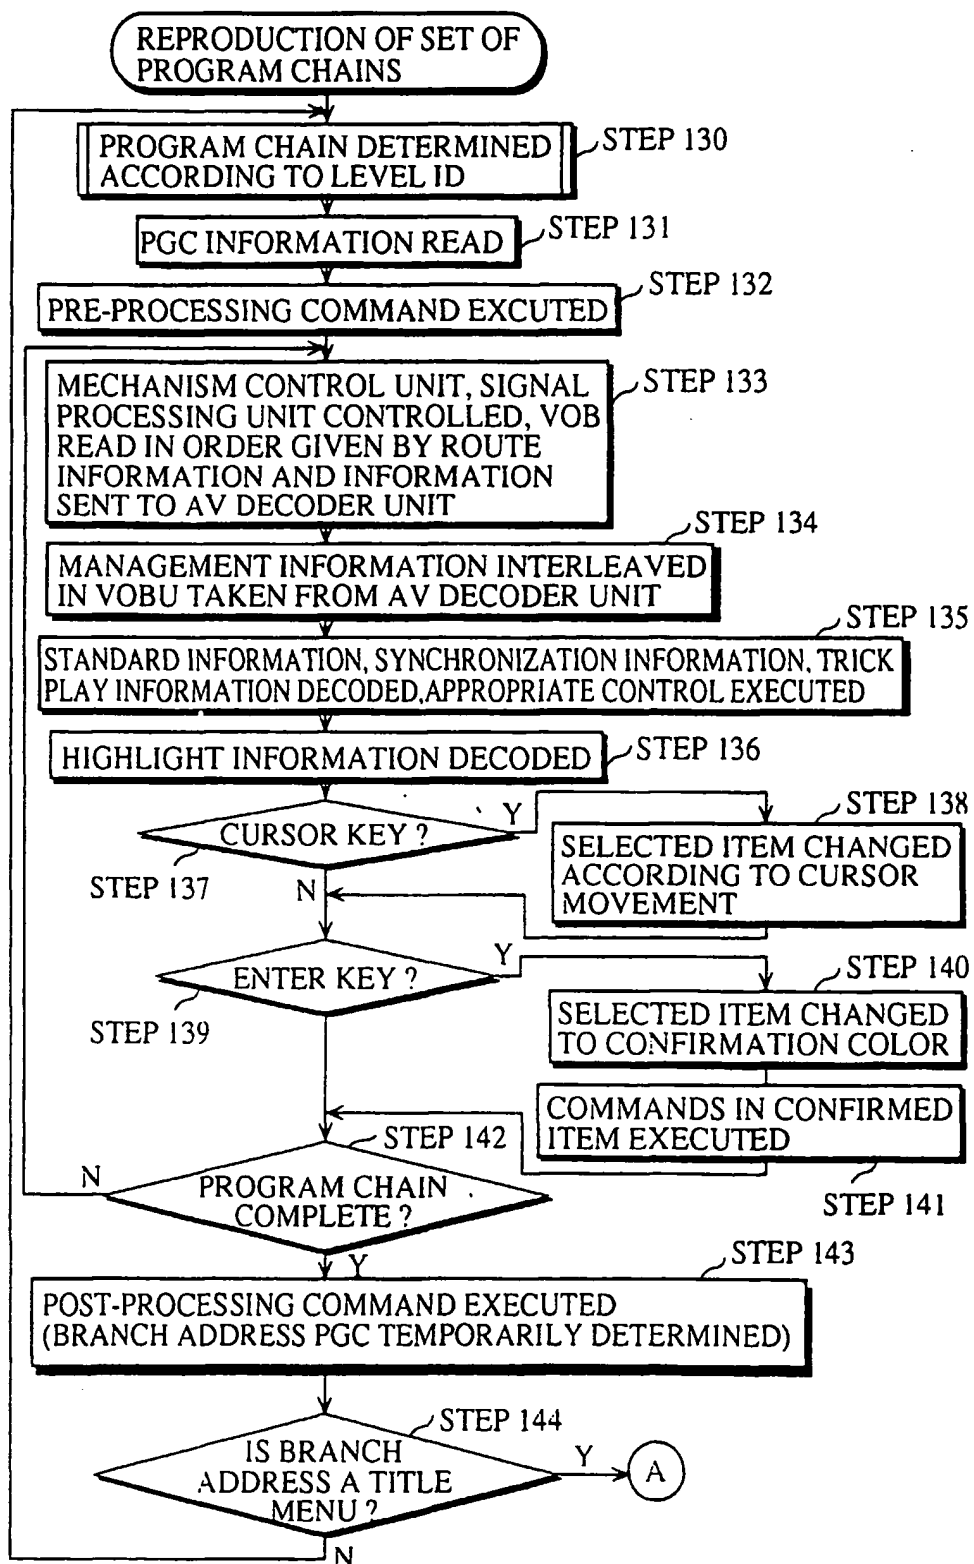 REPRODUCTION OF SET OF
PROGRAM CHAINS
PROGRAM CHAIN DETERMINED
ACCORDING TO LEVEL ID
STEP 130
PGC INFORMATION READ
STEP 131
PRE-PROCESSING COMMAND EXCUTED
STEP 132
MECHANISM CONTROL UNIT, SIGNAL
PROCESSING UNIT CONTROLLED, VOB
READ IN ORDER GIVEN BY ROUTE
INFORMATION AND INFORMATION
SENT TO AV DECODER UNIT
STEP 133
STEP 134
MANAGEMENT INFORMATION INTERLEAVED
IN VOBU TAKEN FROM AV DECODER UNIT
STEP 135
STANDARD INFORMATION, SYNCHRONIZATION INFORMATION, TRICK
PLAY INFORMATION DECODED,APPROPRIATE CONTROL EXECUTED
HIGHLIGHT INFORMATION DECODED
STEP 136
CURSOR KEY ?
Y
STEP 137
N
STEP 138
SELECTED ITEM CHANGED
ACCORDING TO CURSOR
MOVEMENT
ENTER KEY ?
Y
STEP 139
STEP 140
SELECTED ITEM CHANGED
TO CONFIRMATION COLOR
COMMANDS IN CONFIRMED
ITEM EXECUTED
STEP 141
STEP 142
N
PROGRAM CHAIN
COMPLETE ?
Y
STEP 143
POST-PROCESSING COMMAND EXECUTED
(BRANCH ADDRESS PGC TEMPORARILY DETERMINED)
STEP 144
IS BRANCH
ADDRESS A TITLE
MENU ?
Y
A
N